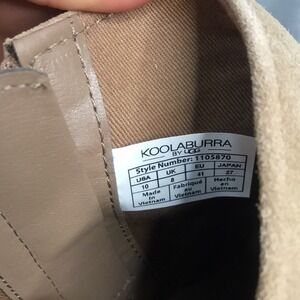 KOOLABURRA
BY UGG
Style Number: 1105870
USA UK EU JAPAN
10 8 41 27
Made in Vietnam Fabriqué au Vietnam Hecho en Vietnam